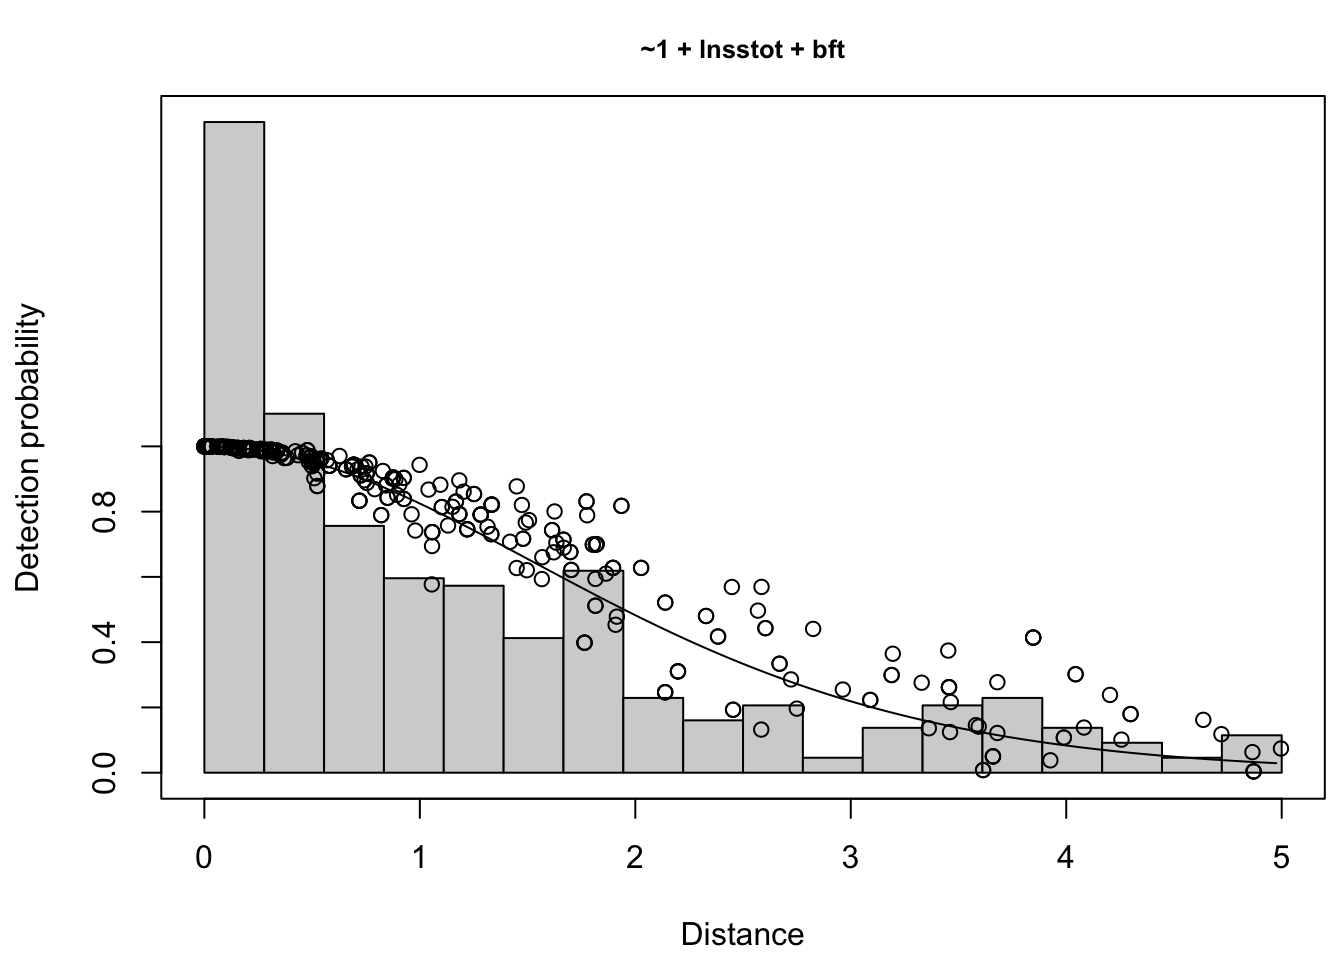 ~1 + lnsstot + bft
Detection probability
0.8
0.4
0.0
0 1 2 3 4 5
Distance